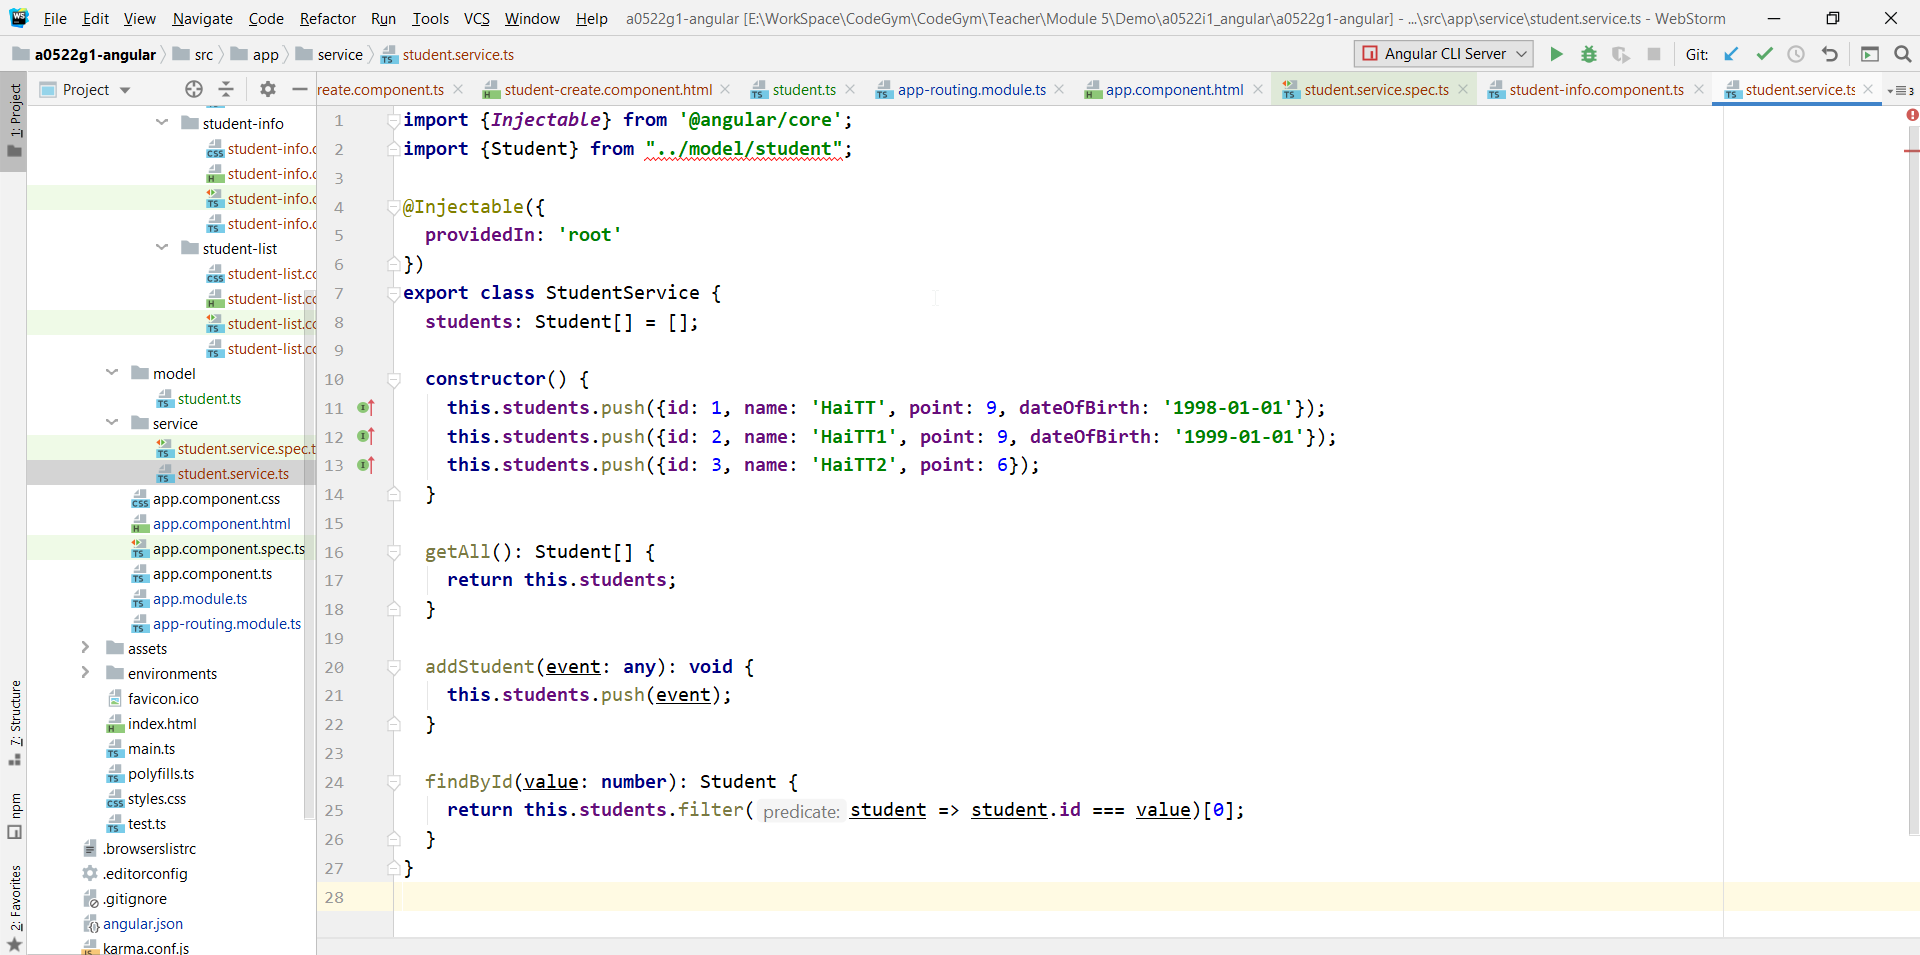 File Edit View Navigate Code Refactor Run Tools VCS Window Help a0522g1-angular [E:\WorkSpace\CodeGym\CodeGym\Teacher\Module 5\Demo\a0522i1_angular\a0522g1-angular] - ...\src\app\service\student.service.ts - WebStorm
a0522g1-angular src app service student.service.ts Angular CLI Server Git:
Project reate.component.ts student-create.component.html student.ts app-routing.module.ts app.component.html student.service.spec.ts student-info.component.ts student.service.ts 3
1: Project
7: Structure
npm
2: Favorites
student-info
student-info.c
student-info.c
student-info.c
student-info.c
student-list
student-list.cc
student-list.cc
student-list.cc
student-list.cc
model
student.ts
service
student.service.spec.t
student.service.ts
app.component.css
app.component.html
app.component.spec.ts
app.component.ts
app.module.ts
app-routing.module.ts
assets
environments
favicon.ico
index.html
main.ts
polyfills.ts
styles.css
test.ts
.browserslistrc
.editorconfig
.gitignore
angular.json
karma.conf.js
1 import {Injectable} from '@angular/core';
2 import {Student} from "../model/student";
3
4 @Injectable({
5 providedIn: 'root'
6 })
7 export class StudentService {
8 students: Student[] = [];
9
10 constructor() {
11 this.students.push({id: 1, name: 'HaiTT', point: 9, dateOfBirth: '1998-01-01'});
12 this.students.push({id: 2, name: 'HaiTT1', point: 9, dateOfBirth: '1999-01-01'});
13 this.students.push({id: 3, name: 'HaiTT2', point: 6});
14 }
15
16 getAll(): Student[] {
17 return this.students;
18 }
19
20 addStudent(event: any): void {
21 this.students.push(event);
22 }
23
24 findById(value: number): Student {
25 return this.students.filter( predicate: student => student.id === value)[0];
26 }
27 }
28